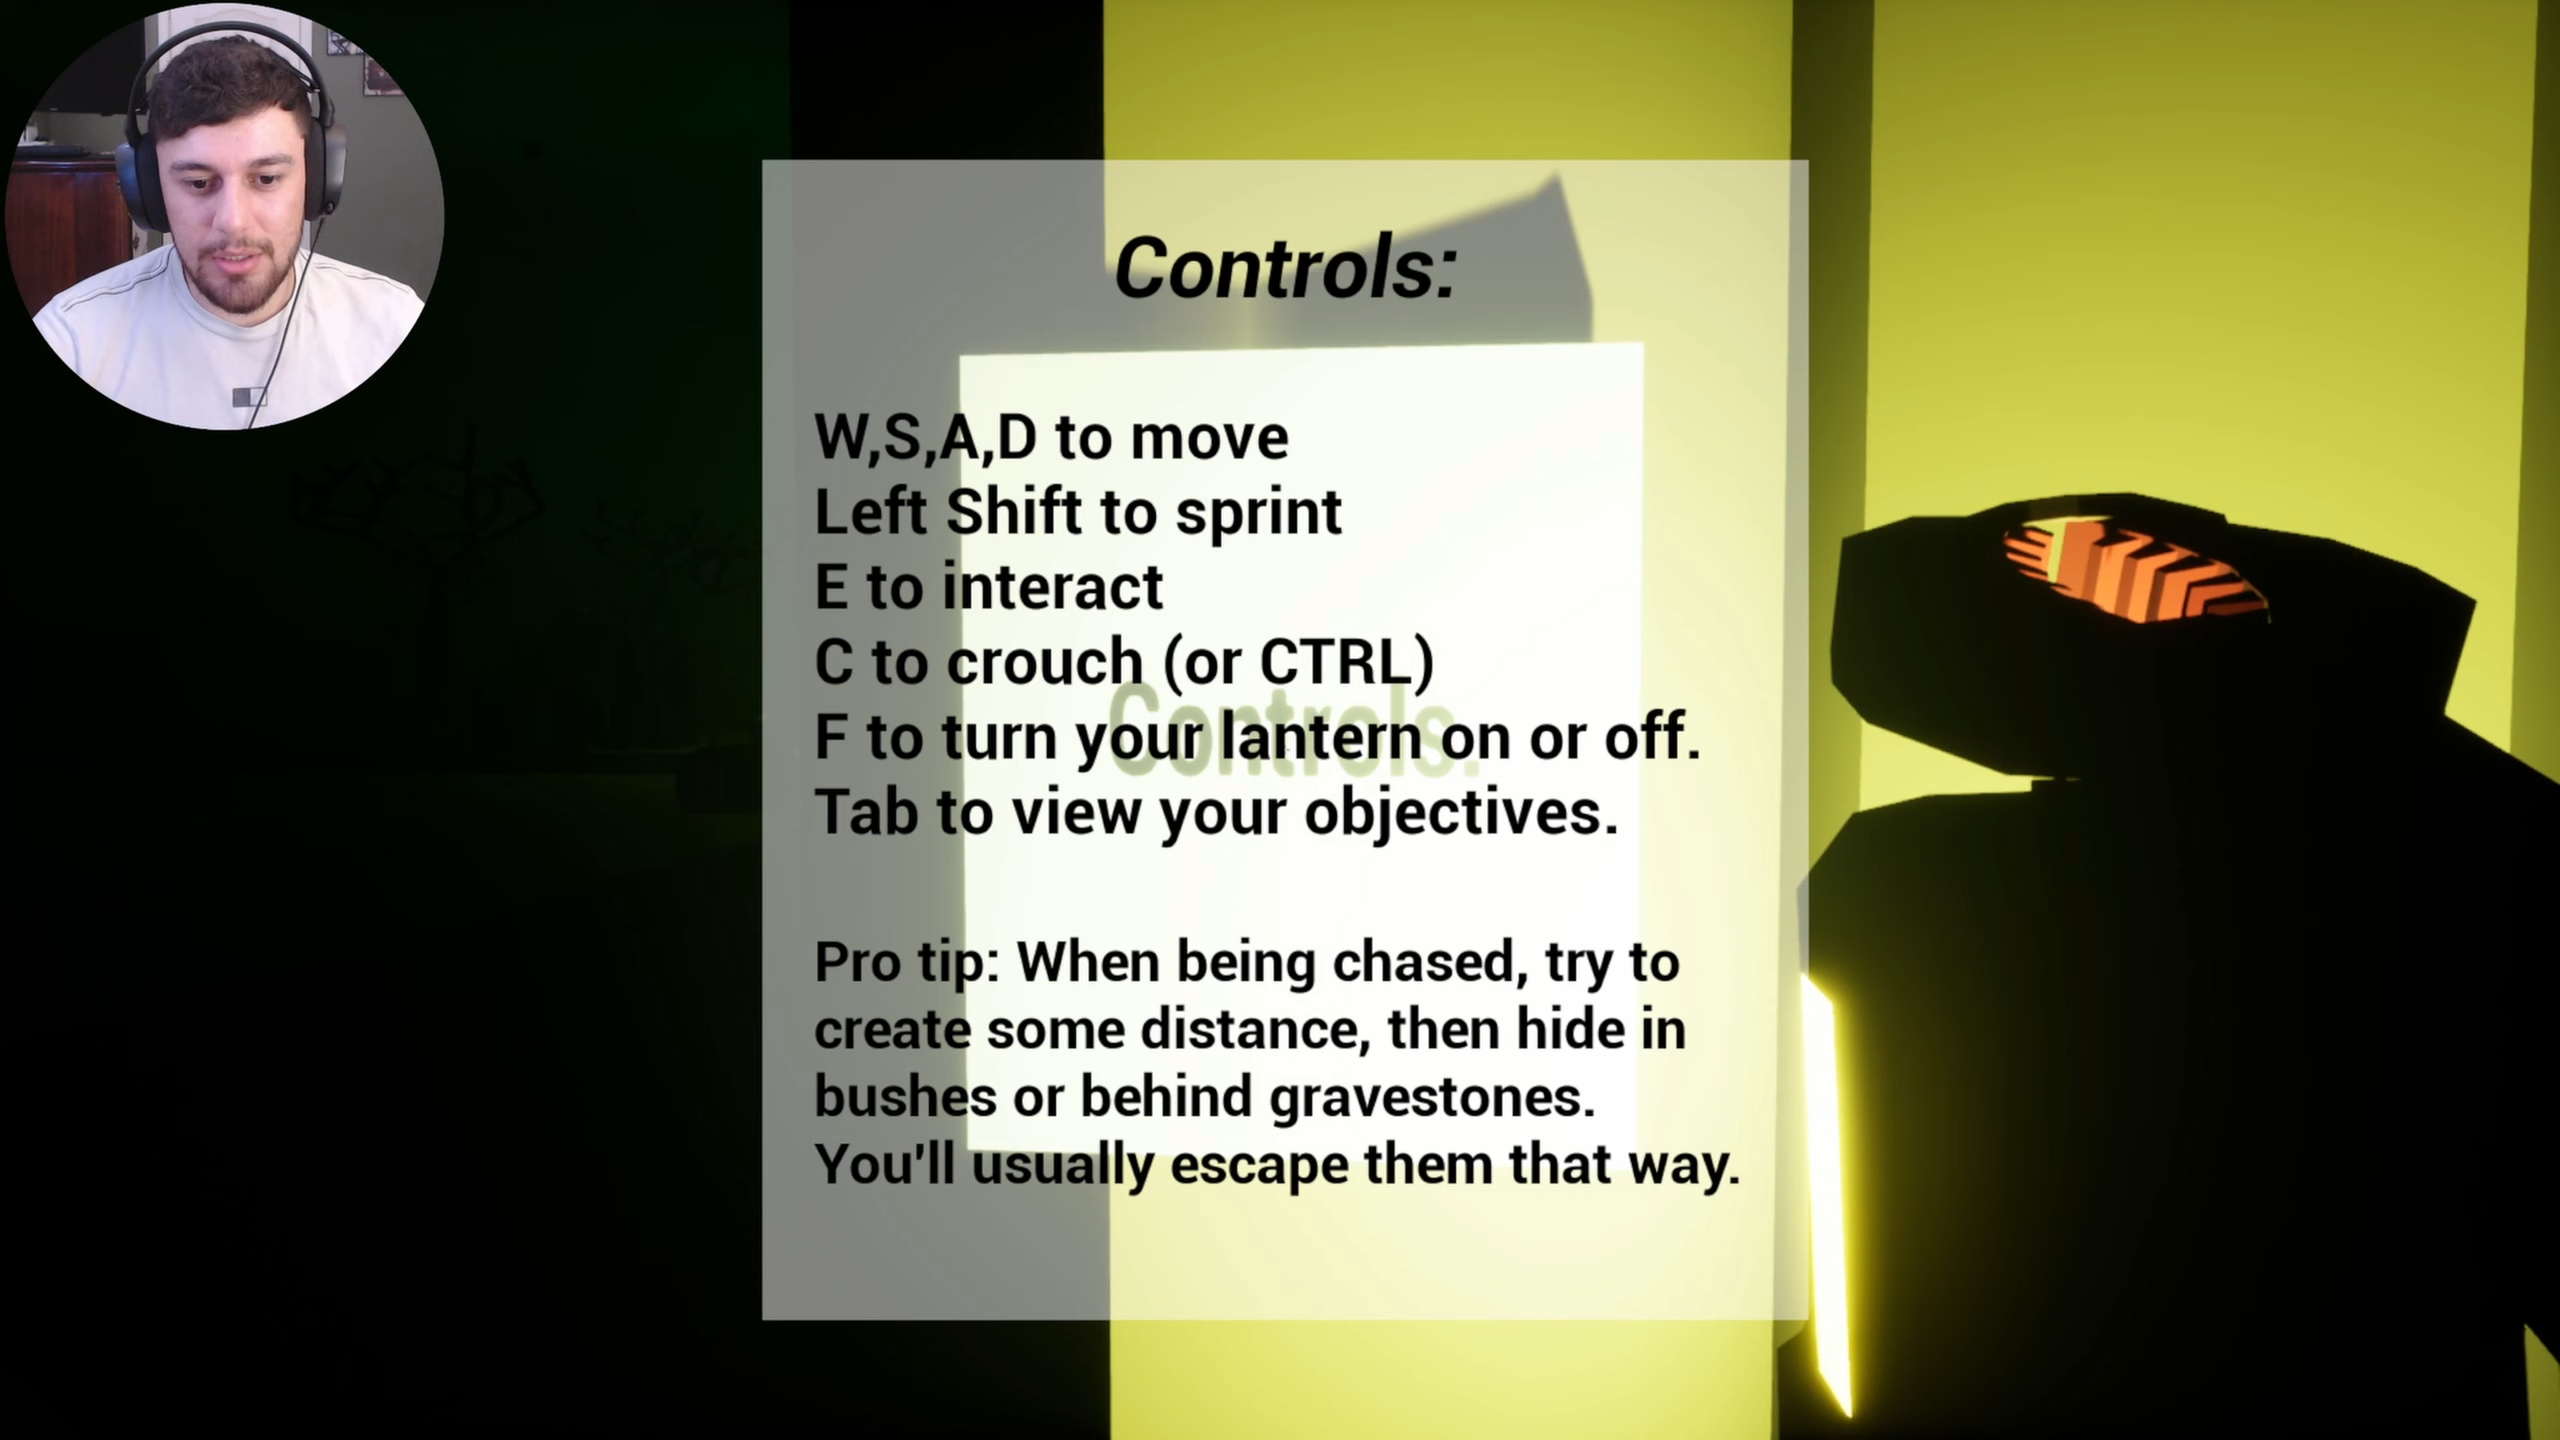 Controls:
W,S,A,D to move
Left Shift to sprint
E to interact
C to crouch (or CTRL)
Controls.
F to turn your lantern on or off.
Tab to view your objectives.
Pro tip: When being chased, try to
create some distance, then hide in
bushes or behind gravestones.
You'll usually escape them that way.